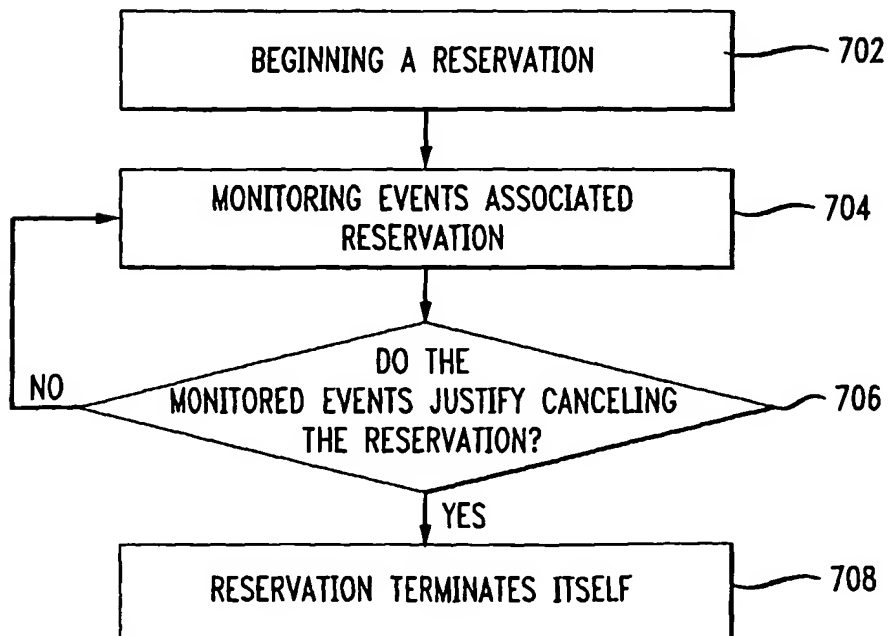 BEGINNING A RESERVATION
702
MONITORING EVENTS ASSOCIATED
RESERVATION
704
DO THE
MONITORED EVENTS JUSTIFY CANCELING
THE RESERVATION?
706
NO
YES
RESERVATION TERMINATES ITSELF
708